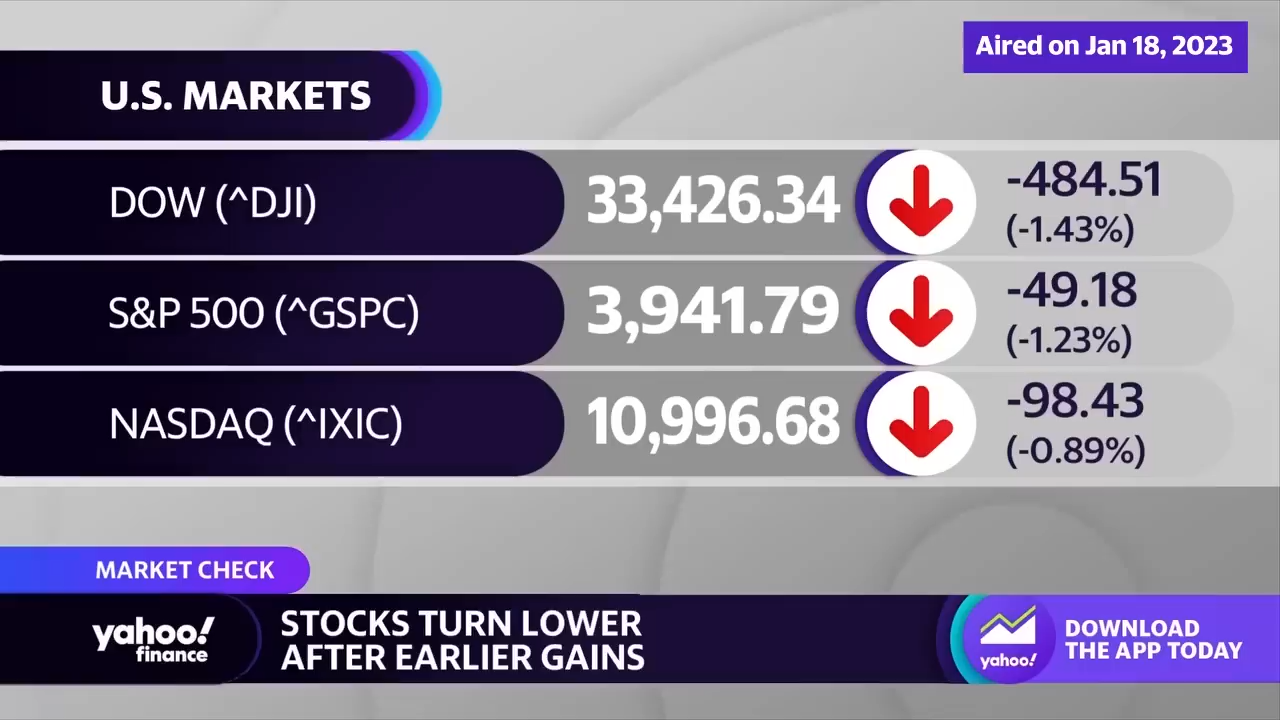 Aired on Jan 18, 2023
U.S. MARKETS
DOW (^DJI) 33,426.34 -484.51
(-1.43%)
S&P 500 (^GSPC) 3,941.79 -49.18
(-1.23%)
NASDAQ (^IXIC) 10,996.68 -98.43
(-0.89%)
MARKET CHECK
yahoo!
finance
STOCKS TURN LOWER
AFTER EARLIER GAINS
yahoo!
DOWNLOAD
THE APP TODAY